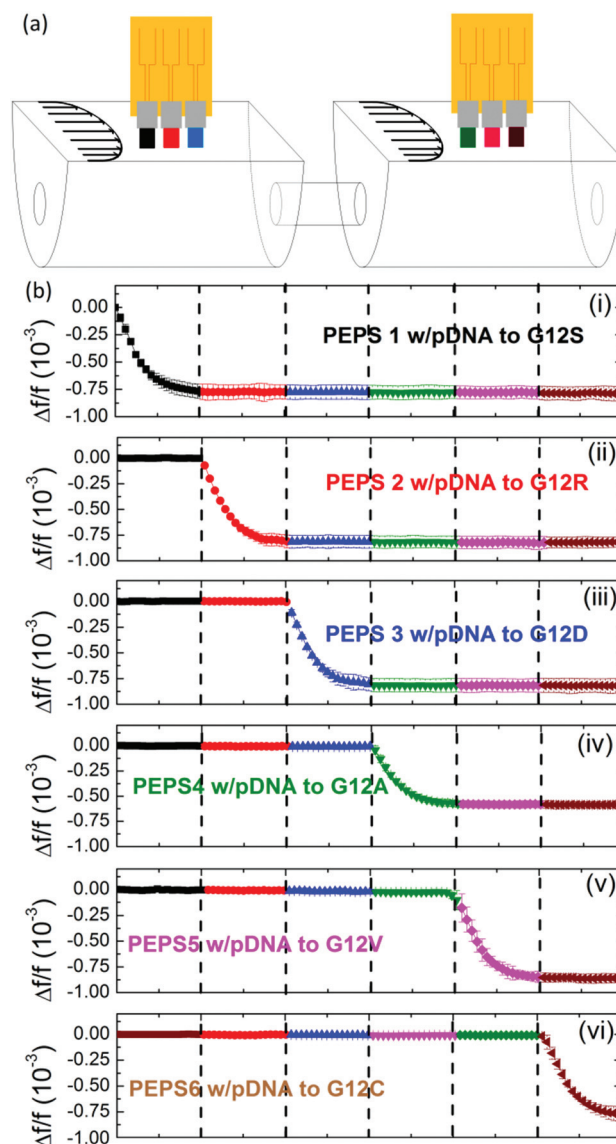 (a)
(b)
0.00
-0.25
-0.50
-0.75
-1.00
Δf/f (10⁻³)
(i)
PEPS 1 w/pDNA to G12S
0.00
-0.25
-0.50
-0.75
-1.00
Δf/f (10⁻³)
(ii)
PEPS 2 w/pDNA to G12R
0.00
-0.25
-0.50
-0.75
-1.00
Δf/f (10⁻³)
(iii)
PEPS 3 w/pDNA to G12D
0.00
-0.25
-0.50
-0.75
-1.00
Δf/f (10⁻³)
(iv)
PEPS4 w/pDNA to G12A
0.00
-0.25
-0.50
-0.75
-1.00
Δf/f (10⁻³)
(v)
PEPS5 w/pDNA to G12V
0.00
-0.25
-0.50
-0.75
-1.00
Δf/f (10⁻³)
(vi)
PEPS6 w/pDNA to G12C